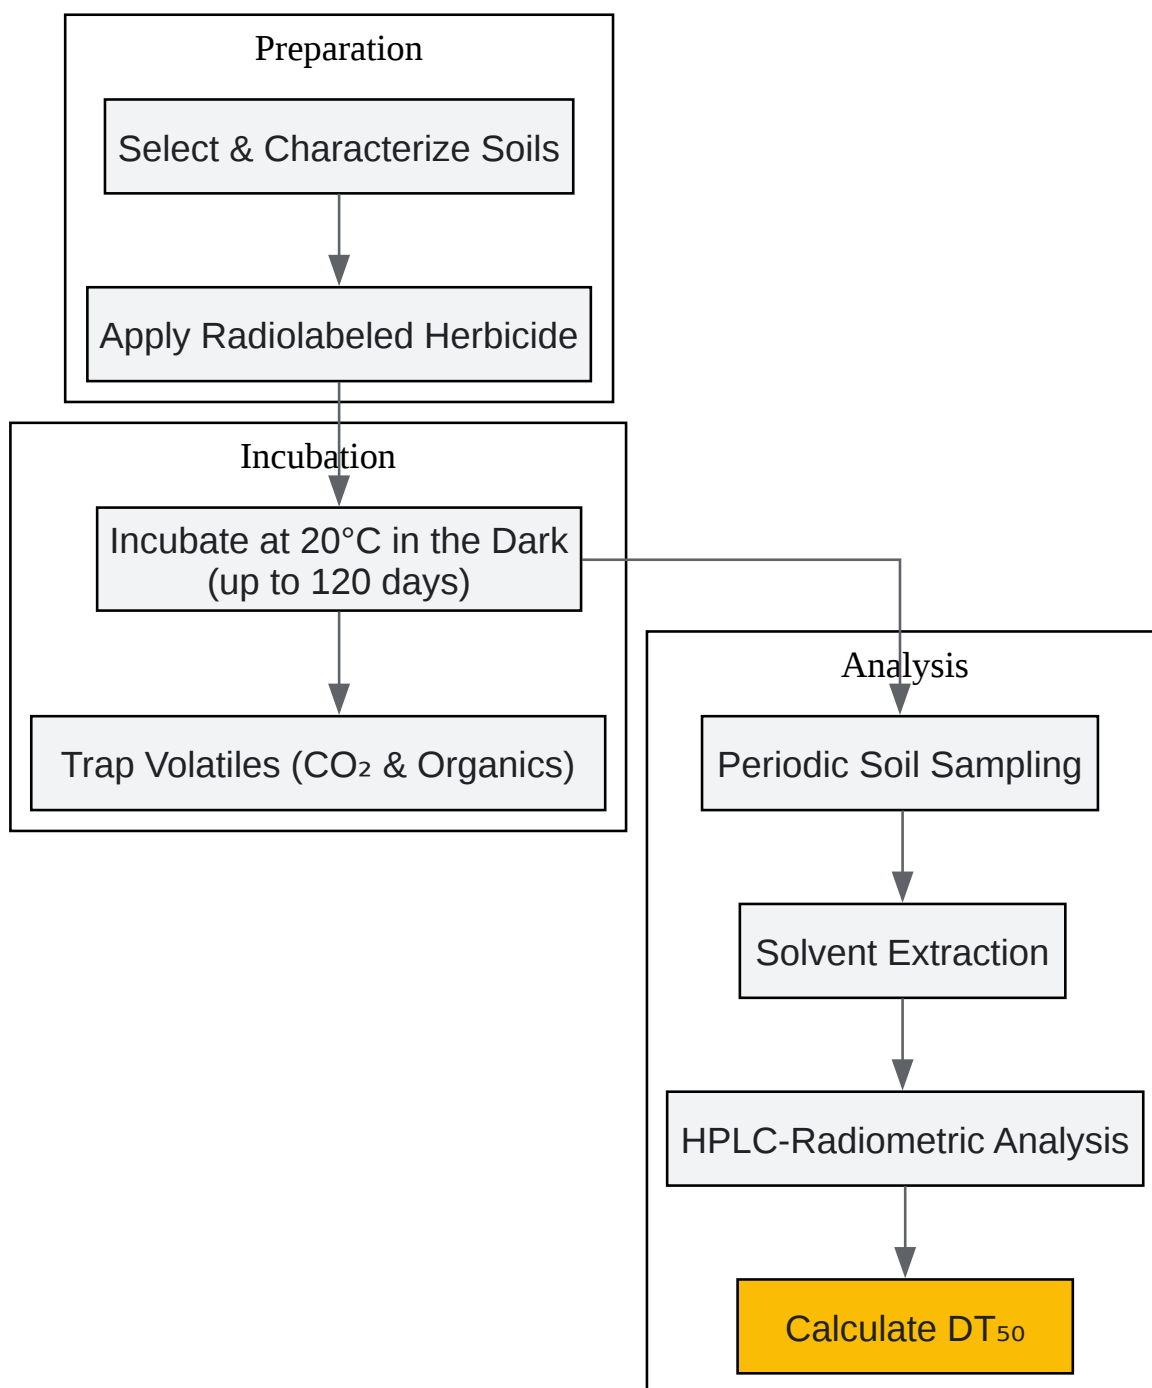 Preparation
Select & Characterize Soils
Apply Radiolabeled Herbicide
Incubation
Incubate at 20°C in the Dark
(up to 120 days)
Trap Volatiles (CO₂ & Organics)
Analysis
Periodic Soil Sampling
Solvent Extraction
HPLC-Radiometric Analysis
Calculate DT₅₀